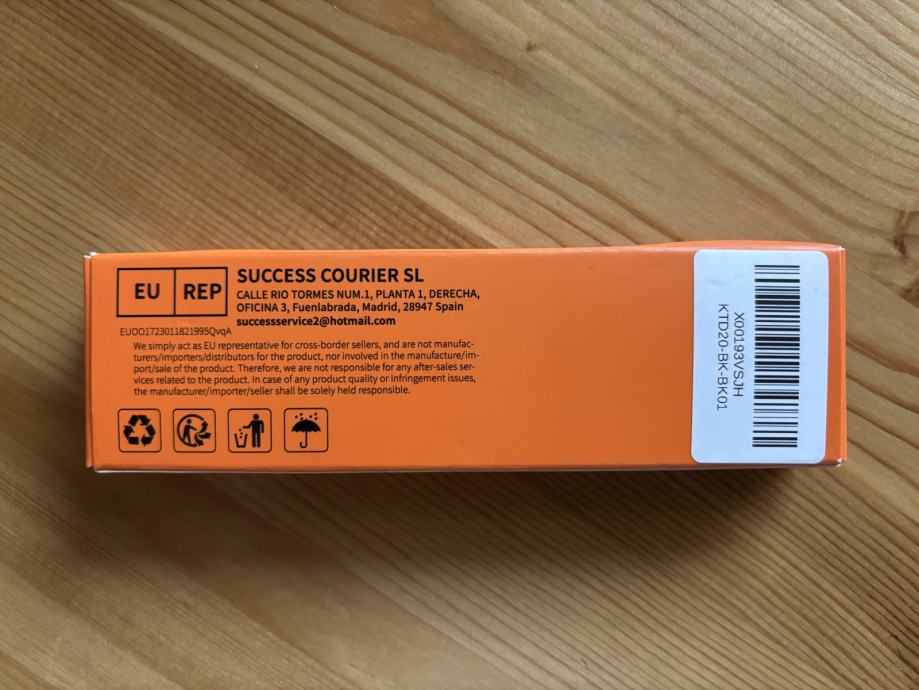 EU REP
SUCCESS COURIER SL
CALLE RIO TORMES NUM.1, PLANTA 1, DERECHA,
OFICINA 3, Fuenlabrada, Madrid, 28947 Spain
successservice2@hotmail.com
EUOO1723011821995QvqA
We simply act as EU representative for cross-border sellers, and are not manufac-
turers/importers/distributors for the product, nor involved in the manufacture/im-
port/sale of the product. Therefore, we are not responsible for any after-sales ser-
vices related to the product. In case of any product quality or infringement issues,
the manufacturer/importer/seller shall be solely held responsible.
X00193VSJH
KTD20-BK-BK01